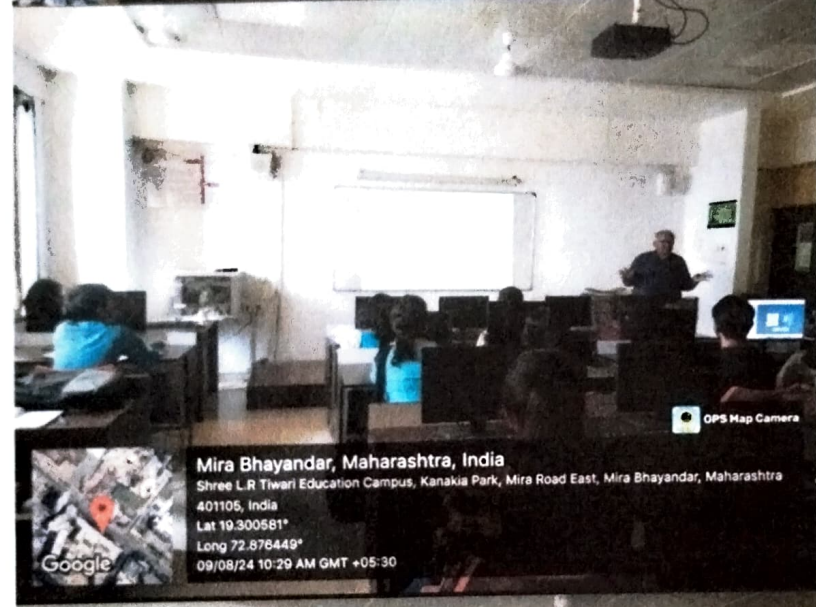 GPS Map Camera
Mira Bhayandar, Maharashtra, India
Shree L.R Tiwari Education Campus, Kanakia Park, Mira Road East, Mira Bhayandar, Maharashtra
401105, India
Lat 19.300581°
Long 72.876449°
09/08/24 10:29 AM GMT +05:30
Google